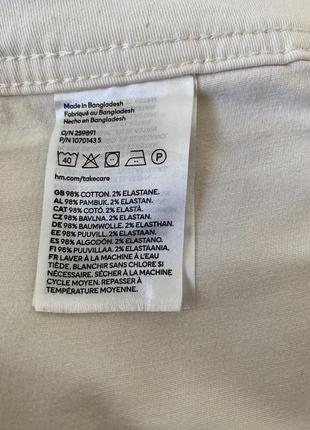 Made in Bangladesh
Fabriqué au Bangladesh
Hecho en Bangladesh
O/N 259891
P/N 1070143 5
40 P
hm.com/takecare
GB 98% COTTON. 2% ELASTANE.
AL 98% PAMBUK. 2% ELASTAN.
CAT 98% COTÓ. 2% ELASTÀ.
CZ 98% BAVLNA. 2% ELASTAN.
DE 98% BAUMWOLLE. 2% ELASTHAN.
EE 98% PUUVILL. 2% ELASTAAN.
ES 98% ALGODÓN. 2% ELASTANO.
FI 98% PUUVILLAA. 2% ELASTAANIA.
FR LAVER À LA MACHINE À L'EAU
TIÈDE. BLANCHIR SANS CHLORE SI
NÉCESSAIRE. SÉCHER À LA MACHINE
CYCLE MOYEN. REPASSER À
TEMPÉRATURE MOYENNE.